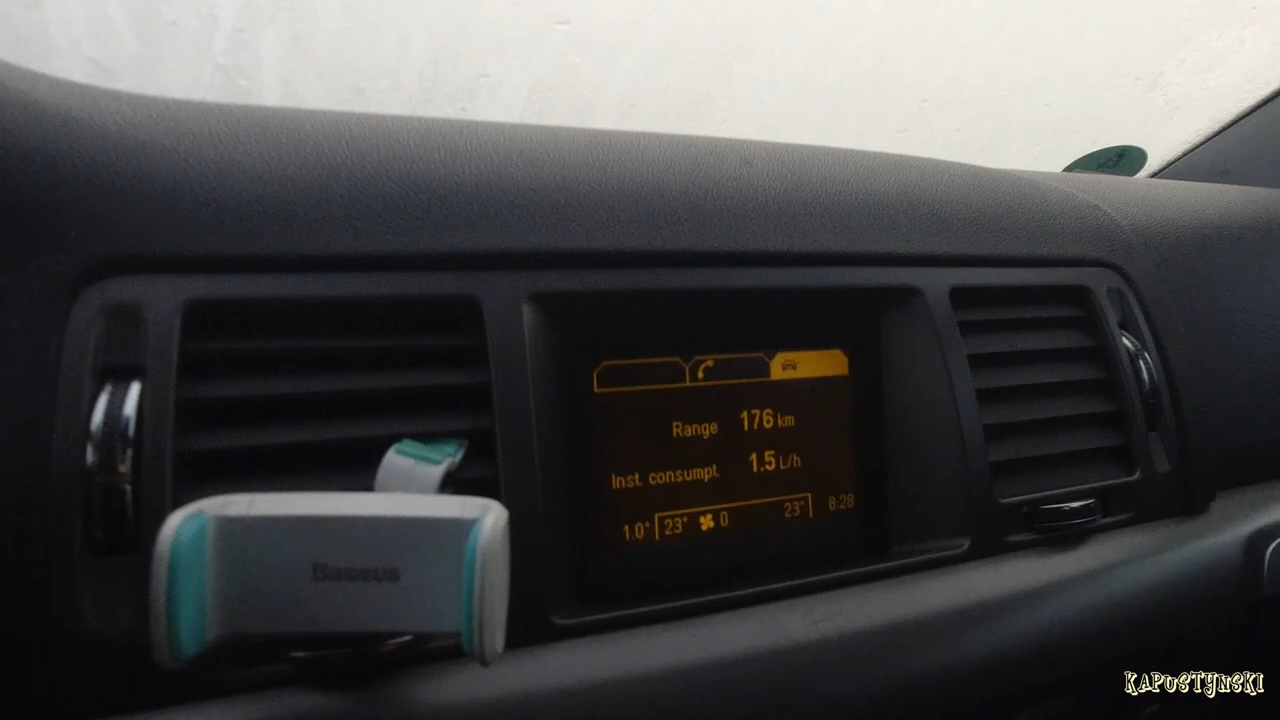 Range 176 km
Inst. consumpt. 1.5 L/h
1.0° 23° 0 23° 8:28
Baseus
KAPUSTYNSKI